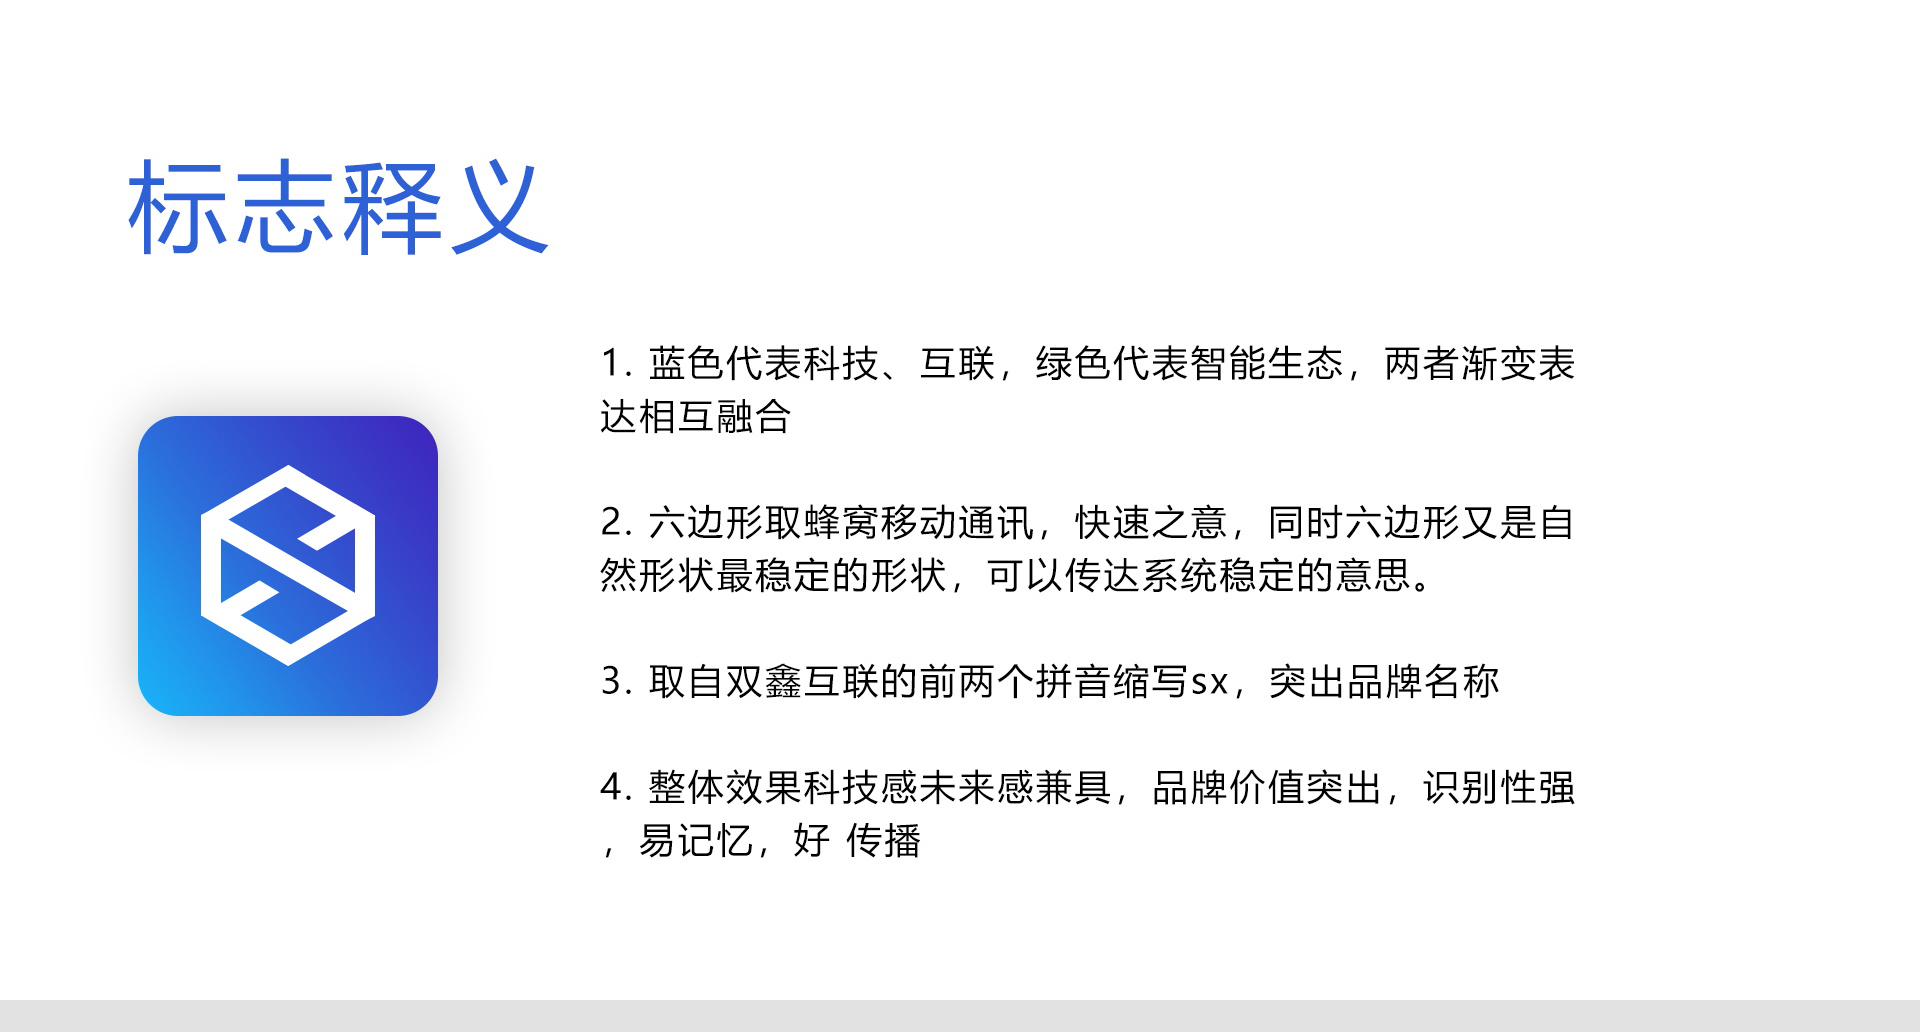 标志释义
1. 蓝色代表科技、互联，绿色代表智能生态，两者渐变表
达相互融合
2. 六边形取蜂窝移动通讯，快速之意，同时六边形又是自
然形状最稳定的形状，可以传达系统稳定的意思。
3. 取自双鑫互联的前两个拼音缩写sx，突出品牌名称
4. 整体效果科技感未来感兼具，品牌价值突出，识别性强
，易记忆，好 传播